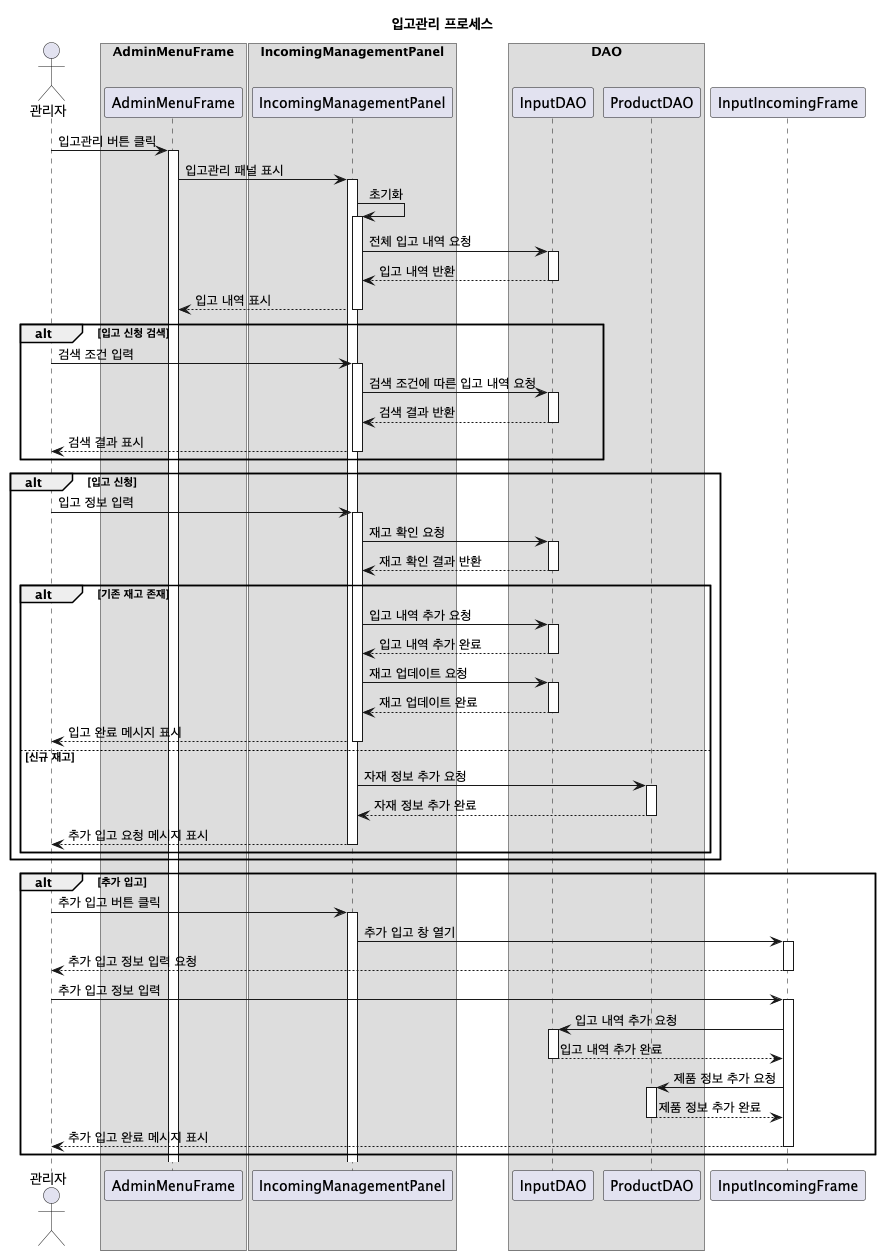 입고관리 프로세스
AdminMenuFrame
IncomingManagementPanel
DAO
관리자
AdminMenuFrame
IncomingManagementPanel
InputDAO
ProductDAO
InputIncomingFrame
입고관리 버튼 클릭
입고관리 패널 표시
초기화
전체 입고 내역 요청
입고 내역 반환
입고 내역 표시
alt
[입고 신청 검색]
검색 조건 입력
검색 조건에 따른 입고 내역 요청
검색 결과 반환
검색 결과 표시
alt
[입고 신청]
입고 정보 입력
재고 확인 요청
재고 확인 결과 반환
alt
[기존 재고 존재]
입고 내역 추가 요청
입고 내역 추가 완료
재고 업데이트 요청
재고 업데이트 완료
입고 완료 메시지 표시
[신규 재고]
자재 정보 추가 요청
자재 정보 추가 완료
추가 입고 요청 메시지 표시
alt
[추가 입고]
추가 입고 버튼 클릭
추가 입고 창 열기
추가 입고 정보 입력 요청
추가 입고 정보 입력
입고 내역 추가 요청
입고 내역 추가 완료
제품 정보 추가 요청
제품 정보 추가 완료
추가 입고 완료 메시지 표시
관리자
AdminMenuFrame
IncomingManagementPanel
InputDAO
ProductDAO
InputIncomingFrame